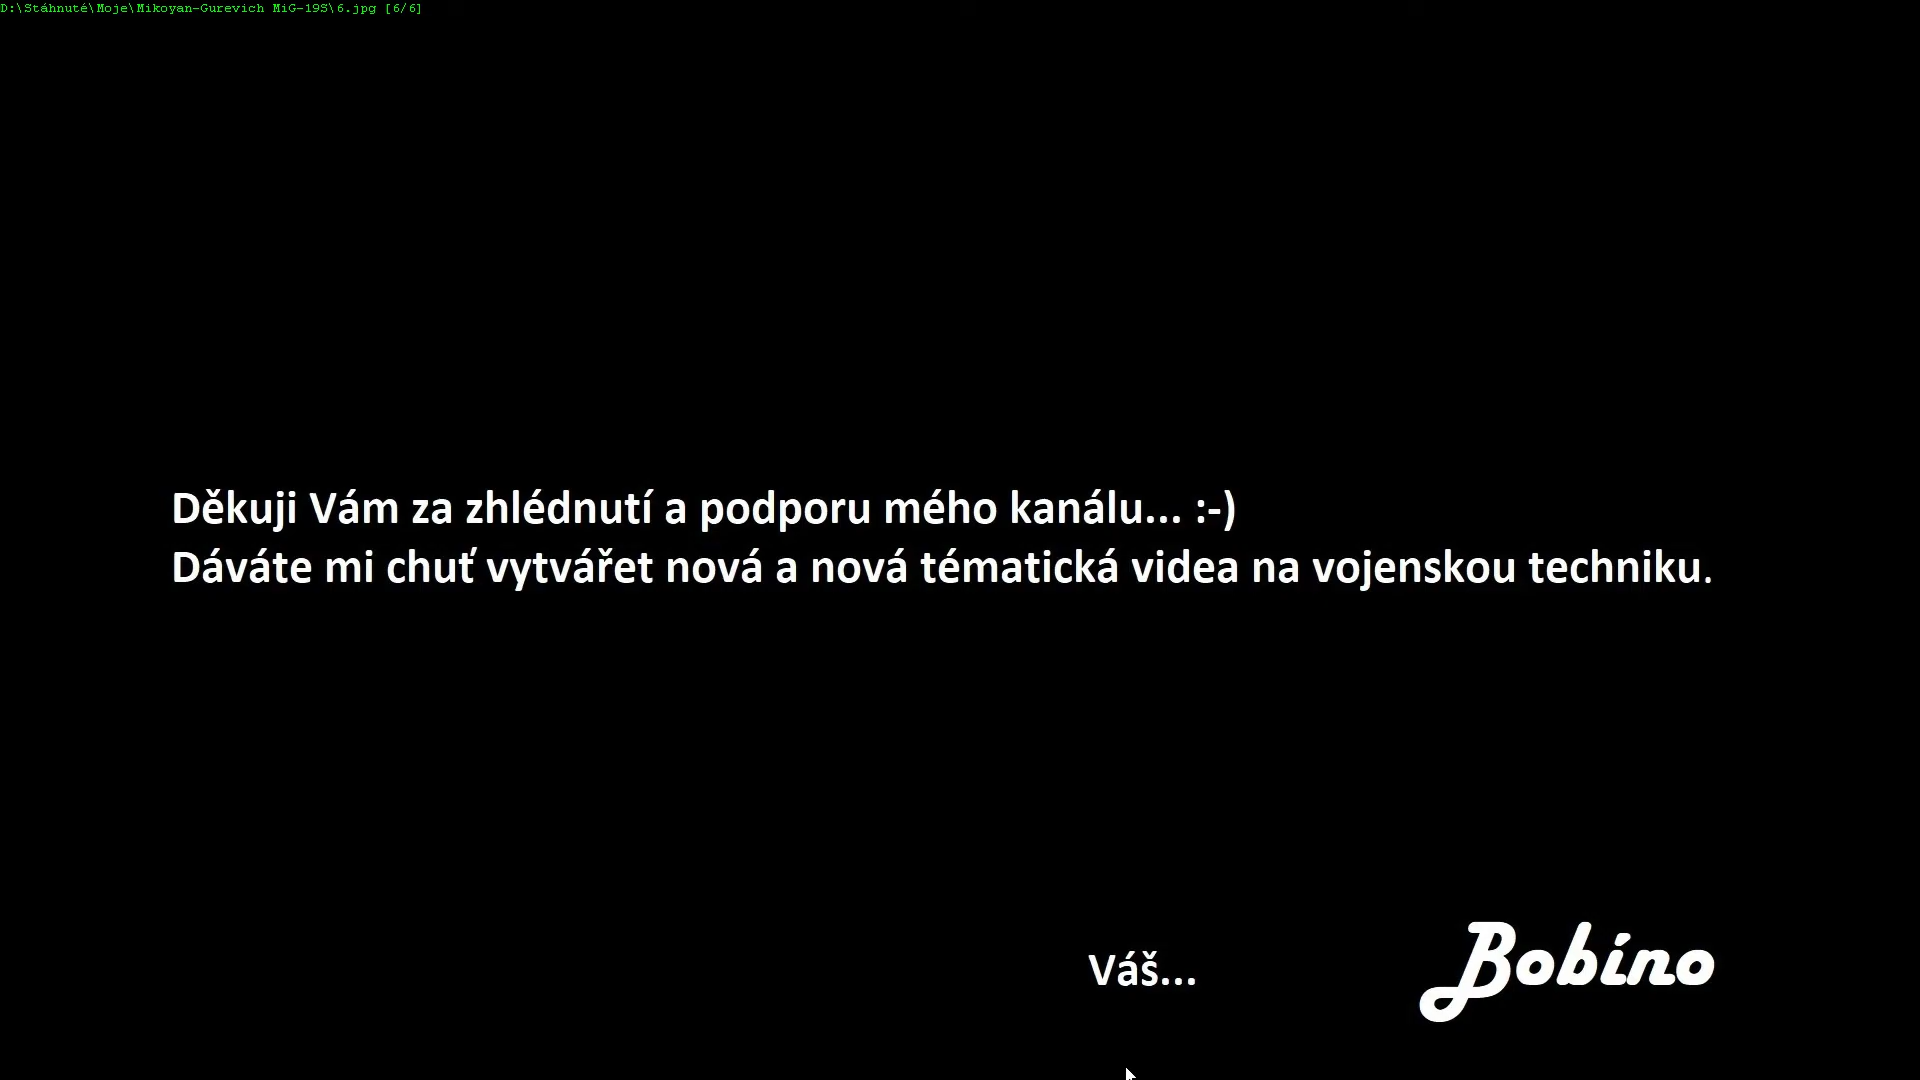 D:\Stáhnuté\Moje\Mikoyan-Gurevich MiG-19S\6.jpg [6/6]
Děkuji Vám za zhlédnutí a podporu mého kanálu... :-)
Dáváte mi chuť vytvářet nová a nová tématická videa na vojenskou techniku.
Váš... Bobíno